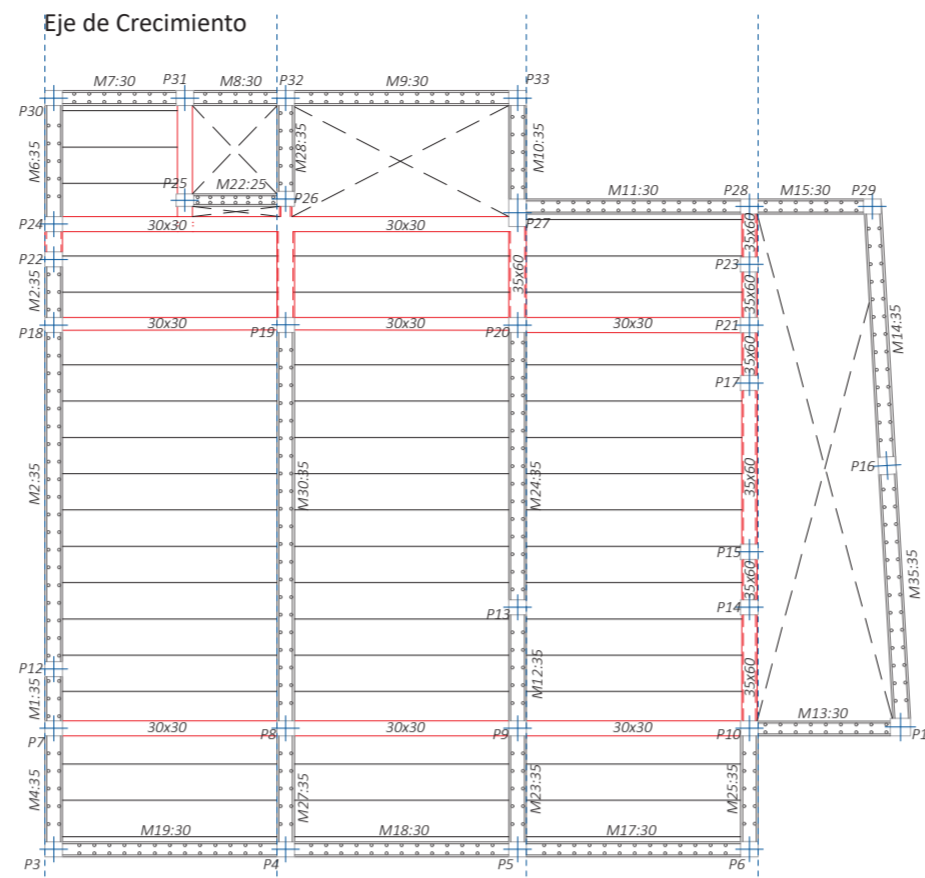 Eje de Crecimiento
M7:30 P31 M8:30 P32 M9:30 P33
P30
M6:35
M28:35
M10:35
P25 M22:25 P26
M11:30 P28 M15:30 P29
P24 30x30 30x30 P27
P22
M2:35
35x60
35x60
P23
35x60
P18 30x30 P19 30x30 P20 30x30 P21
M14:35
35x60
P17
M2:35
M30:35
M24:35
35x60
P16
P15
35x60
M35:35
P13 P14
P12
M1:35
M12:35
35x60
M13:30
P7 30x30 P8 30x30 P9 30x30 P10 P1
M4:35
M27:35
M23:35
M25:35
M19:30 M18:30 M17:30
P3 P4 P5 P6